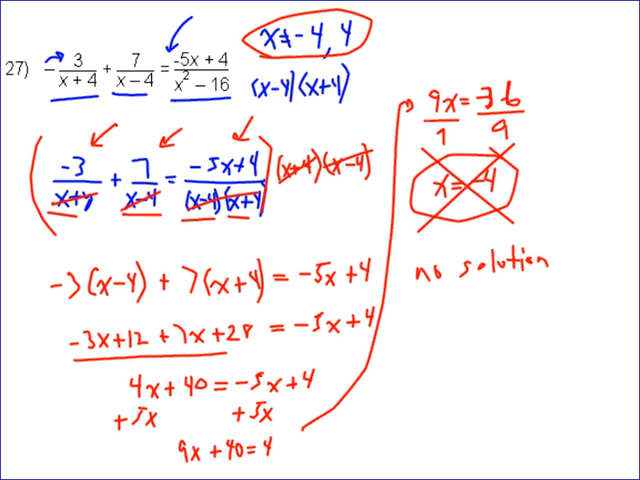 27) -3/(x + 4) + 7/(x - 4) = (-5x + 4)/(x² - 16)
x ≠ -4, 4
(x-4)(x+4)
(-3/(x+4) + 7/(x-4) = (-5x+4)/((x-4)(x+4))) (x+4)(x-4)
-3(x-4) + 7(x+4) = -5x+4
-3x+12 + 7x+28 = -5x+4
4x+40 = -5x+4
+5x +5x
9x+40=4
9x/9 = -36/9
x = -4
no solution